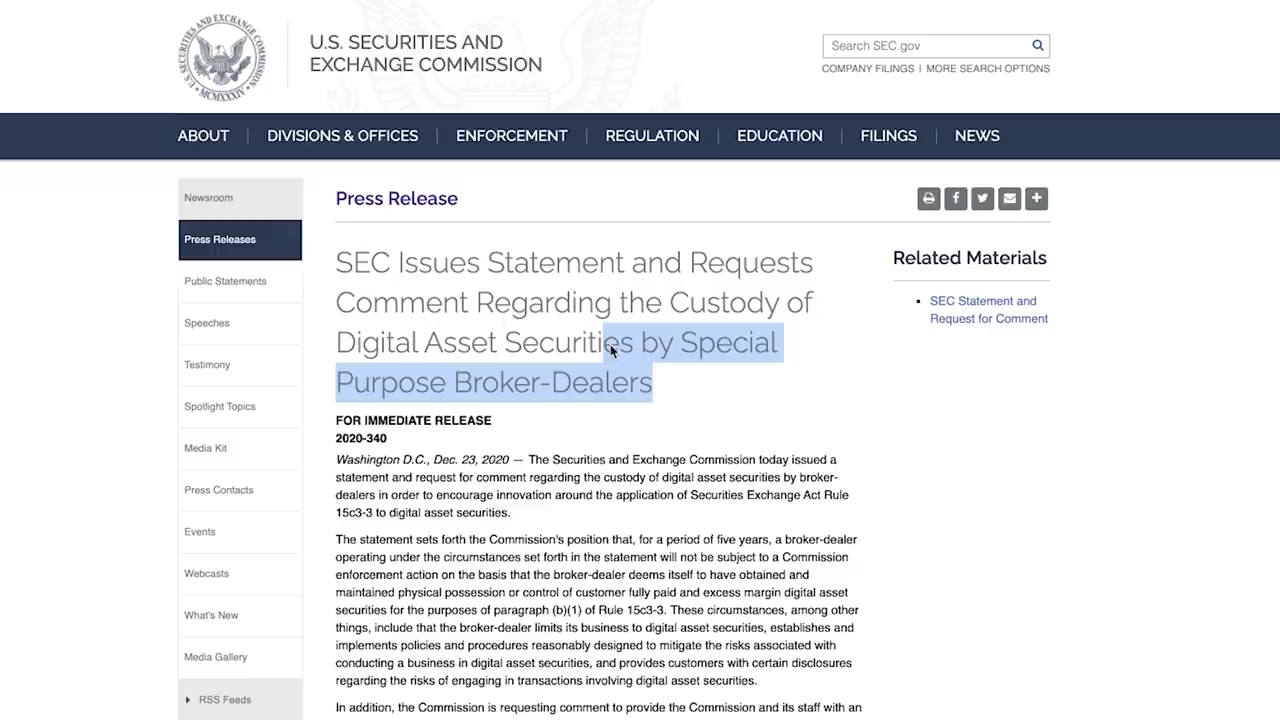 SECURITIES AND EXCHANGE COMMISSION
MCMXXXIV
U.S. SECURITIES AND
EXCHANGE COMMISSION
Search SEC.gov
COMPANY FILINGS | MORE SEARCH OPTIONS
ABOUT | DIVISIONS & OFFICES | ENFORCEMENT | REGULATION | EDUCATION | FILINGS | NEWS
Newsroom
Press Releases
Public Statements
Speeches
Testimony
Spotlight Topics
Media Kit
Press Contacts
Events
Webcasts
What's New
Media Gallery
RSS Feeds
Press Release
SEC Issues Statement and Requests
Comment Regarding the Custody of
Digital Asset Securities by Special
Purpose Broker-Dealers
FOR IMMEDIATE RELEASE
2020-340
Washington D.C., Dec. 23, 2020 — The Securities and Exchange Commission today issued a
statement and request for comment regarding the custody of digital asset securities by broker-
dealers in order to encourage innovation around the application of Securities Exchange Act Rule
15c3-3 to digital asset securities.
The statement sets forth the Commission's position that, for a period of five years, a broker-dealer
operating under the circumstances set forth in the statement will not be subject to a Commission
enforcement action on the basis that the broker-dealer deems itself to have obtained and
maintained physical possession or control of customer fully paid and excess margin digital asset
securities for the purposes of paragraph (b)(1) of Rule 15c3-3. These circumstances, among other
things, include that the broker-dealer limits its business to digital asset securities, establishes and
implements policies and procedures reasonably designed to mitigate the risks associated with
conducting a business in digital asset securities, and provides customers with certain disclosures
regarding the risks of engaging in transactions involving digital asset securities.
In addition, the Commission is requesting comment to provide the Commission and its staff with an
Related Materials
SEC Statement and
Request for Comment